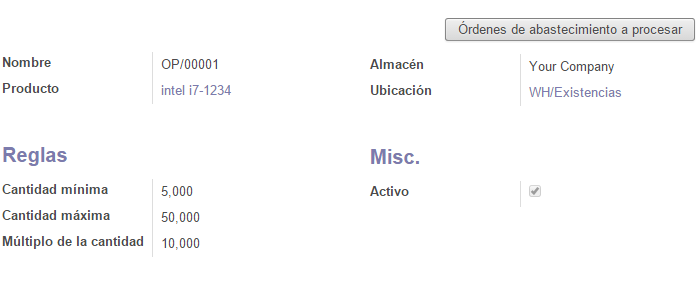 Órdenes de abastecimiento a procesar
Nombre OP/00001 Almacén Your Company
Producto intel i7-1234 Ubicación WH/Existencias
Reglas Misc.
Cantidad mínima 5,000 Activo
Cantidad máxima 50,000
Múltiplo de la cantidad 10,000